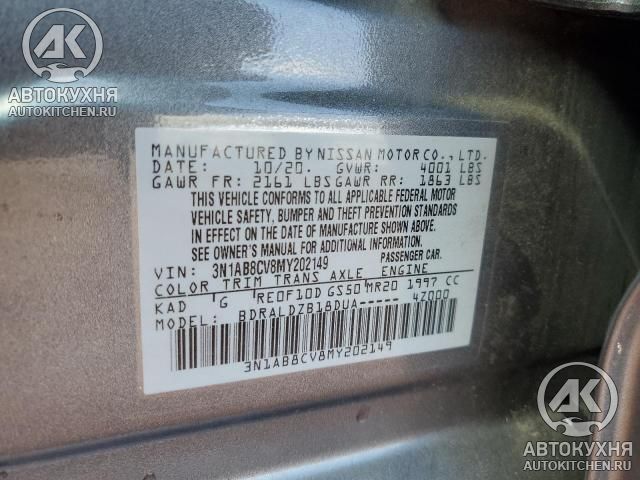 AK
АВТОКУХНЯ
AUTOKITCHEN.RU
MANUFACTURED BY NISSAN MOTOR CO., LTD.
DATE: 10/20. GVWR: 4001 LBS
GAWR FR: 2161 LBS GAWR RR: 1863 LBS
THIS VEHICLE CONFORMS TO ALL APPLICABLE FEDERAL MOTOR
VEHICLE SAFETY, BUMPER AND THEFT PREVENTION STANDARDS
IN EFFECT ON THE DATE OF MANUFACTURE SHOWN ABOVE.
SEE OWNER'S MANUAL FOR ADDITIONAL INFORMATION.
VIN: 3N1AB8CV8MY202149 PASSENGER CAR.
COLOR TRIM TRANS AXLE ENGINE
KAD G RE0F10D GS50 MR20 1997 CC
MODEL BDRALDZB18DUA----- 4Z000
3N1AB8CV8MY202149
AK
АВТОКУХНЯ
AUTOKITCHEN.RU